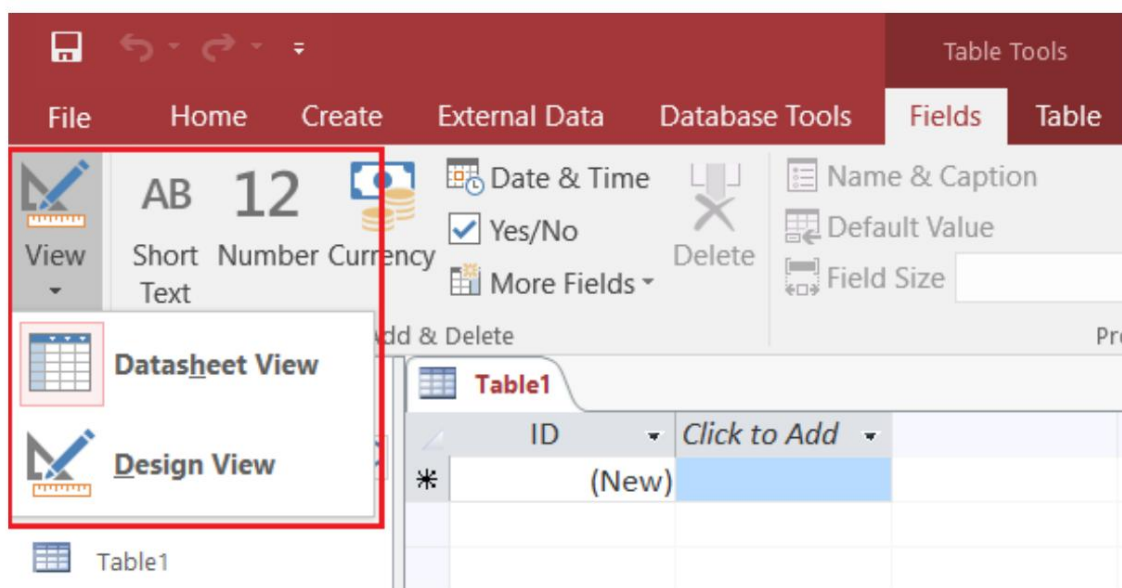 Table Tools
File Home Create External Data Database Tools Fields Table
AB 12 Date & Time Name & Caption
View Short Text Number Currency Yes/No Delete Default Value
More Fields Field Size
Add & Delete
Datasheet View
Design View
Table1
ID Click to Add
(New)
Table1